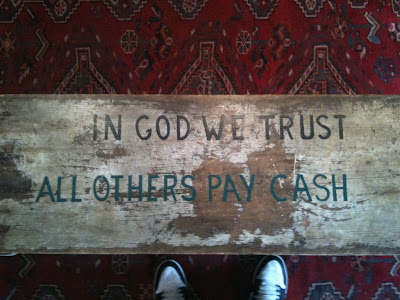 IN GOD WE TRUST
ALL OTHERS PAY CASH